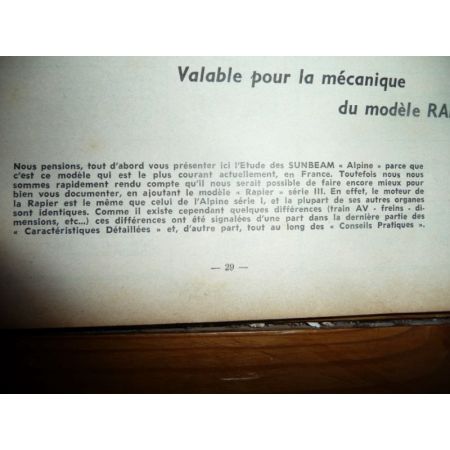 Valable pour la mécanique
du modèle
Nous pensions, tout d'abord vous présenter ici l'Etude des SUNBEAM « Alpine » parce que
c'est ce modèle qui est le plus courant actuellement, en France. Toutefois nous nous
sommes rapidement rendu compte qu'il nous serait possible de faire encore mieux pour
bien vous documenter, en ajoutant le modèle « Rapier » série III. En effet, le moteur de
la Rapier est le même que celui de l'Alpine série I, et la plupart de ses autres organes
sont identiques. Comme il existe cependant quelques différences (train AV - freins - di-
mensions, etc...) ces différences ont été signalées d'une part dans la dernière partie des
« Caractéristiques Détaillées » et, d'autre part, tout au long des « Conseils Pratiques ».
— 29 —